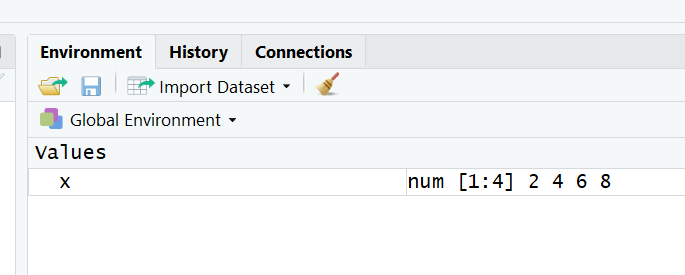 Environment History Connections
Import Dataset
Global Environment
Values
x num [1:4] 2 4 6 8